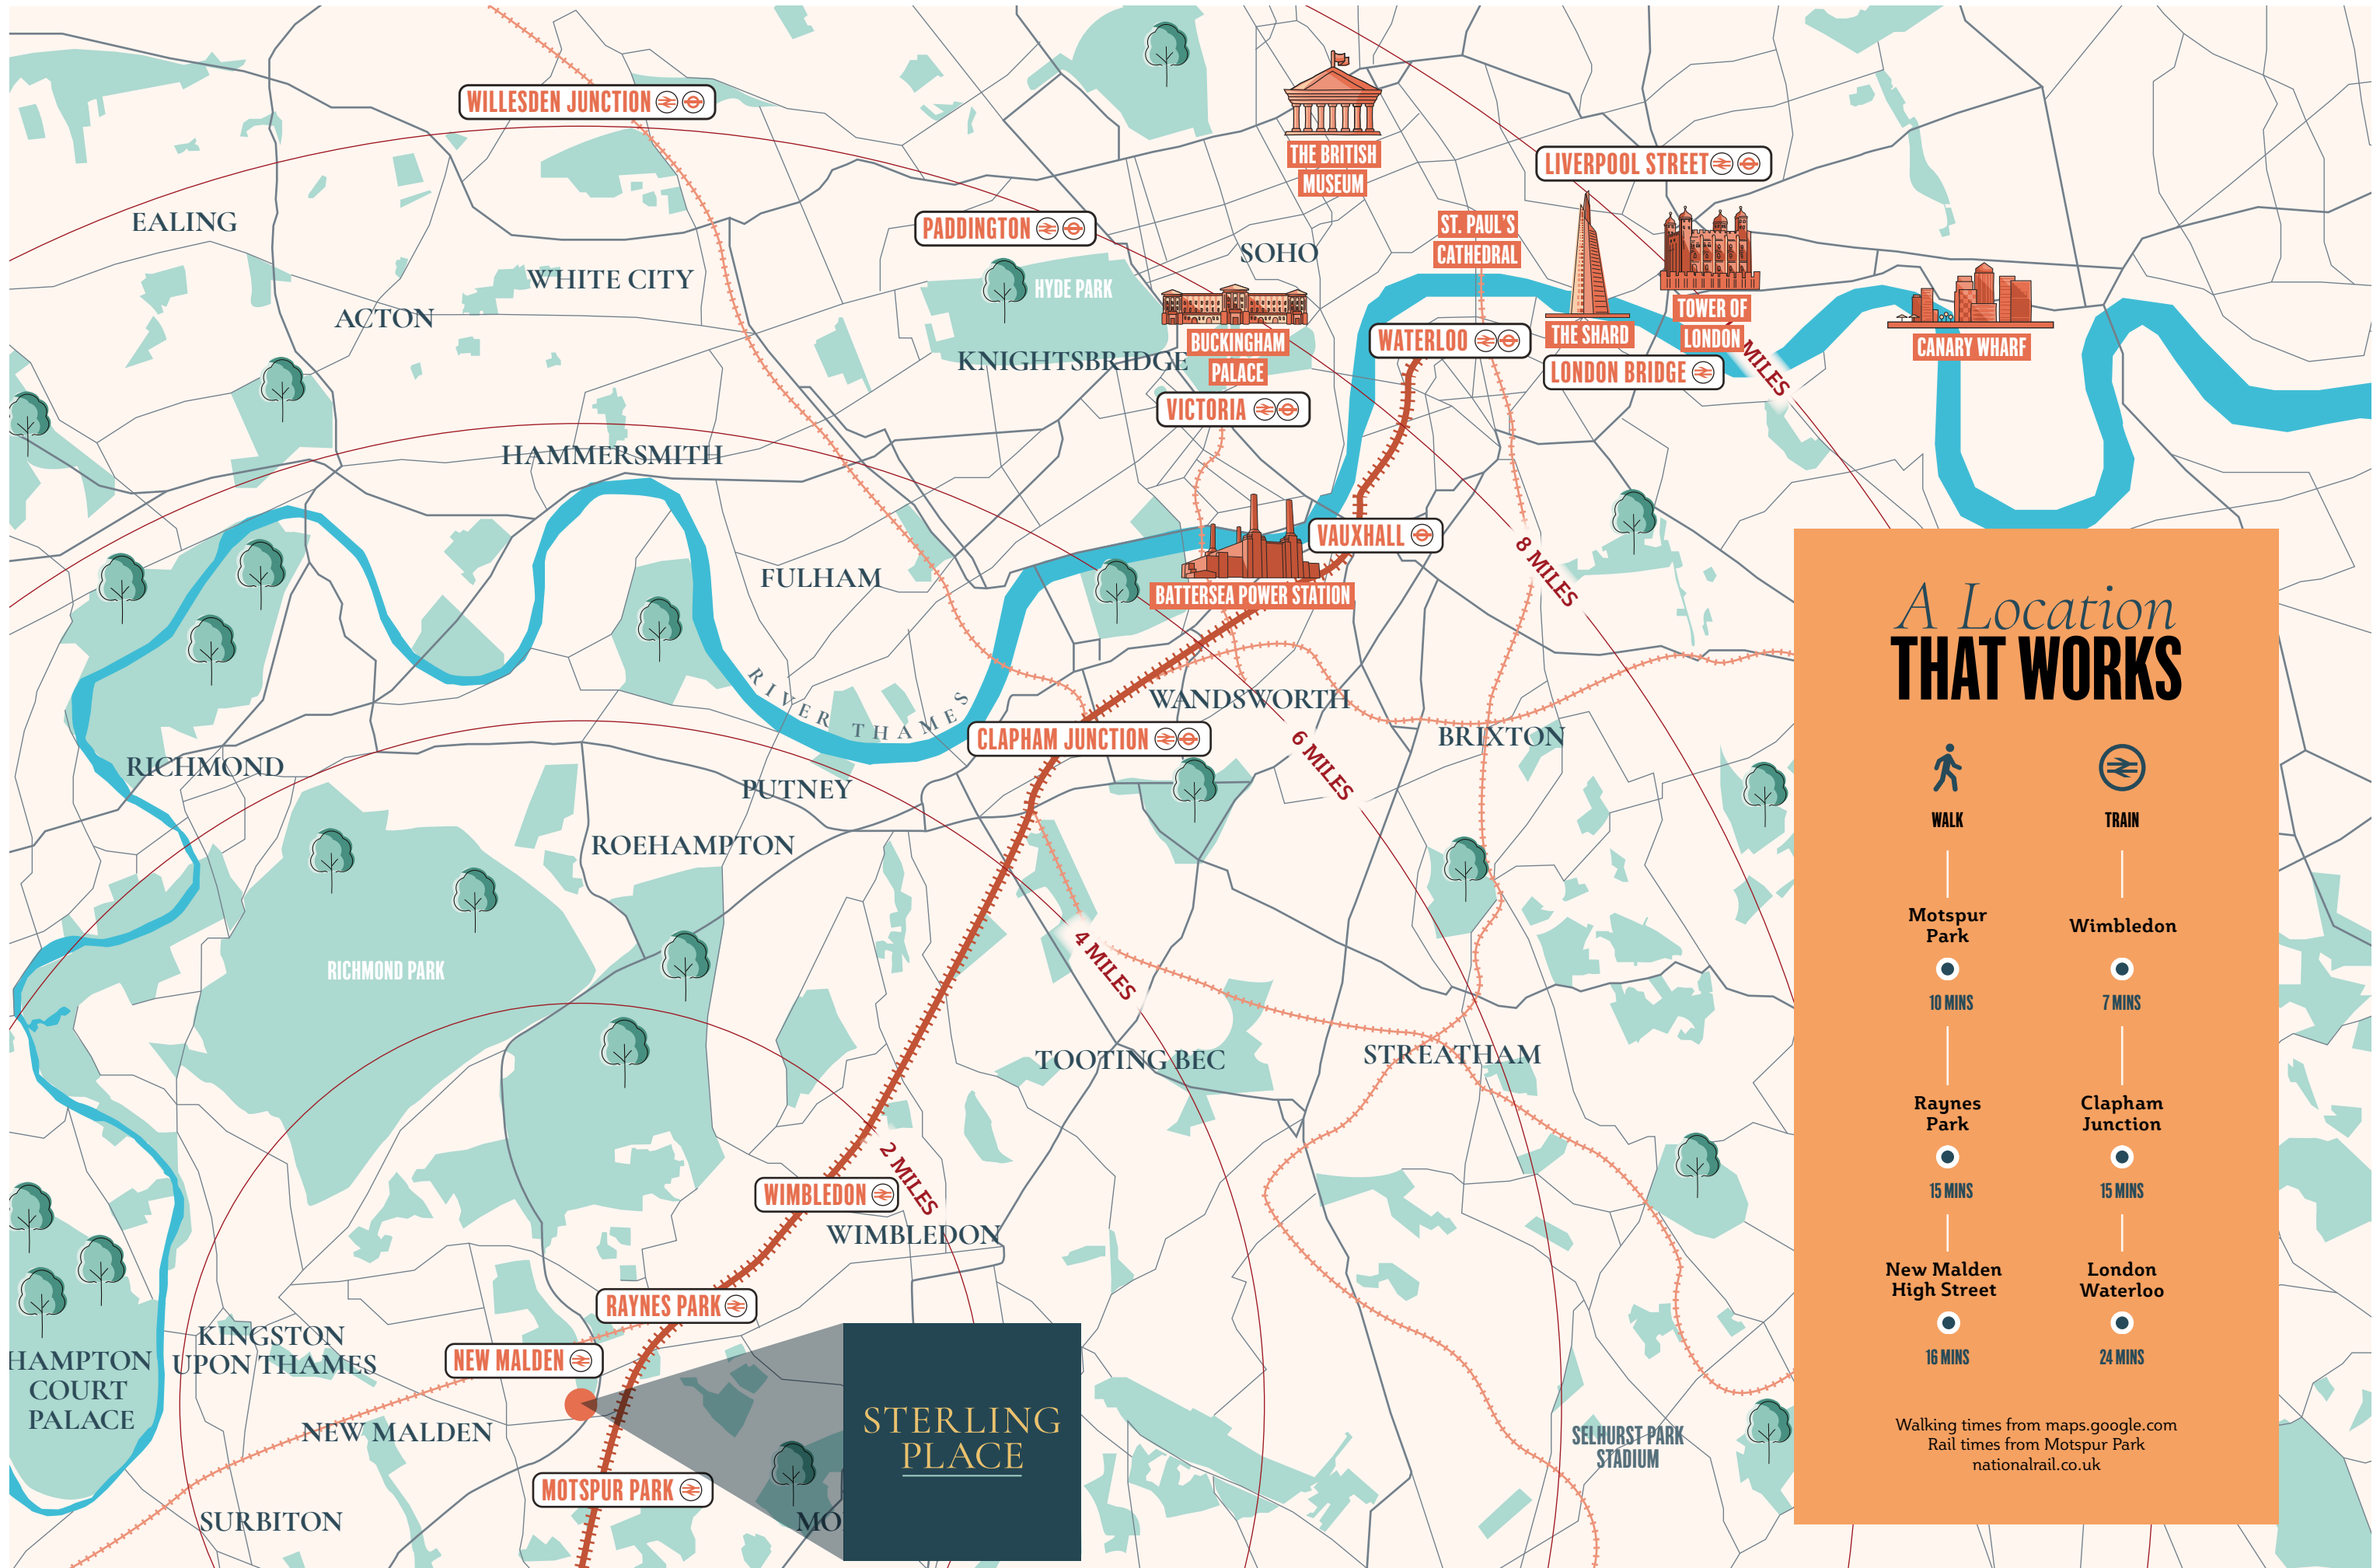 WILLESDEN JUNCTION
THE BRITISH
MUSEUM
LIVERPOOL STREET
EALING
PADDINGTON
ST. PAUL'S
CATHEDRAL
SOHO
WHITE CITY
HYDE PARK
ACTON
TOWER OF
LONDON
THE SHARD
WATERLOO
BUCKINGHAM
PALACE
CANARY WHARF
KNIGHTSBRIDGE
MILES
LONDON BRIDGE
VICTORIA
HAMMERSMITH
VAUXHALL
8 MILES
FULHAM
BATTERSEA POWER STATION
RIVER THAMES
WANDSWORTH
CLAPHAM JUNCTION
BRIXTON
6 MILES
RICHMOND
PUTNEY
ROEHAMPTON
RICHMOND PARK
4 MILES
TOOTING BEC
STREATHAM
2 MILES
WIMBLEDON
WIMBLEDON
RAYNES PARK
KINGSTON
UPON THAMES
NEW MALDEN
HAMPTON
COURT
PALACE
NEW MALDEN
STERLING
PLACE
SELHURST PARK
STADIUM
MOTSPUR PARK
SURBITON
MO
A Location
THAT WORKS
WALK
Motspur
Park
10 MINS
Raynes
Park
15 MINS
New Malden
High Street
16 MINS
TRAIN
Wimbledon
7 MINS
Clapham
Junction
15 MINS
London
Waterloo
24 MINS
Walking times from maps.google.com
Rail times from Motspur Park
nationalrail.co.uk